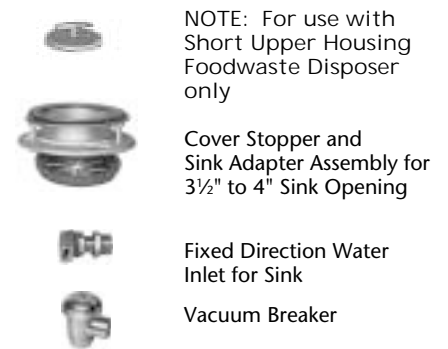 NOTE: For use with
Short Upper Housing
Foodwaste Disposer
only
Cover Stopper and
Sink Adapter Assembly for
3½" to 4" Sink Opening
Fixed Direction Water
Inlet for Sink
Vacuum Breaker